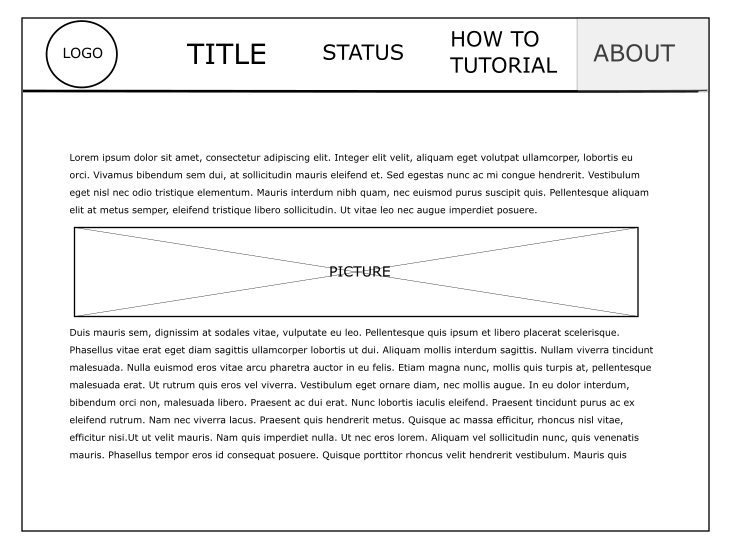 LOGO
TITLE
STATUS
HOW TO
TUTORIAL
ABOUT
Lorem ipsum dolor sit amet, consectetur adipiscing elit. Integer elit velit, aliquam eget volutpat ullamcorper, lobortis eu
orci. Vivamus bibendum sem dui, at sollicitudin mauris eleifend et. Sed egestas nunc ac mi congue hendrerit. Vestibulum
eget nisl nec odio tristique elementum. Mauris interdum nibh quam, nec euismod purus suscipit quis. Pellentesque aliquam
elit at metus semper, eleifend tristique libero sollicitudin. Ut vitae leo nec augue imperdiet posuere.
PICTURE
Duis mauris sem, dignissim at sodales vitae, vulputate eu leo. Pellentesque quis ipsum et libero placerat scelerisque.
Phasellus vitae erat eget diam sagittis ullamcorper lobortis ut dui. Aliquam mollis interdum sagittis. Nullam viverra tincidunt
malesuada. Nulla euismod eros vitae arcu pharetra auctor in eu felis. Etiam magna nunc, mollis quis turpis at, pellentesque
malesuada erat. Ut rutrum quis eros vel viverra. Vestibulum eget ornare diam, nec mollis augue. In eu dolor interdum,
bibendum orci non, malesuada libero. Praesent ac dui erat. Nunc lobortis iaculis eleifend. Praesent tincidunt purus ac ex
eleifend rutrum. Nam nec viverra lacus. Praesent quis hendrerit metus. Quisque ac massa efficitur, rhoncus nisl vitae,
efficitur nisi.Ut ut velit mauris. Nam quis imperdiet nulla. Ut nec eros lorem. Aliquam vel sollicitudin nunc, quis venenatis
mauris. Phasellus tempor eros id consequat posuere. Quisque porttitor rhoncus velit hendrerit vestibulum. Mauris quis